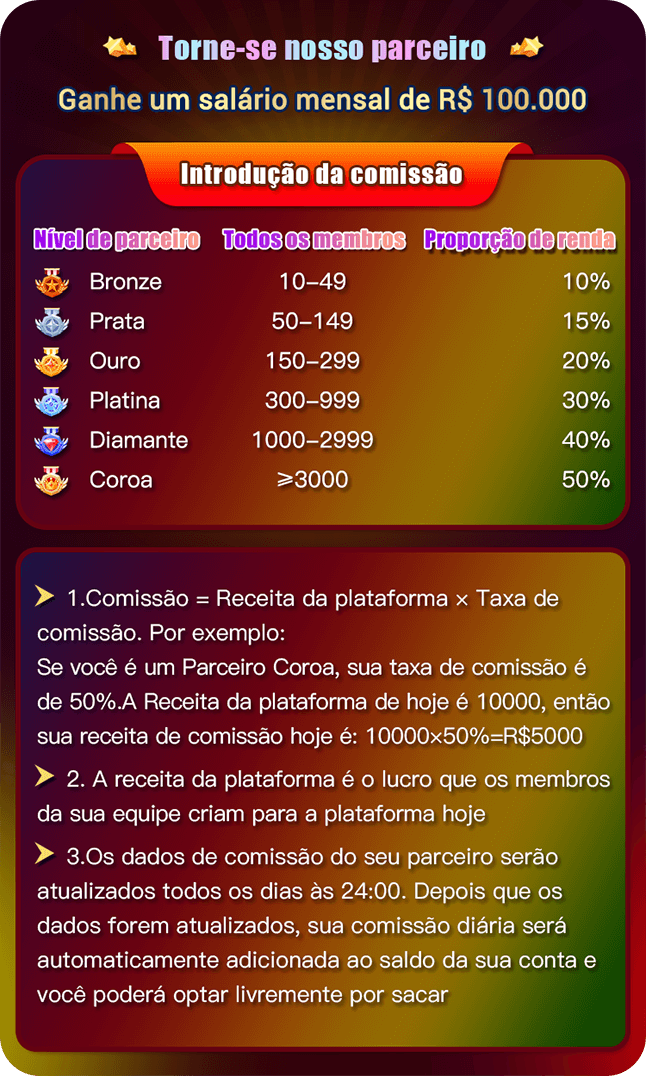 Torne-se nosso parceiro
Ganhe um salário mensal de R$ 100.000
Introdução da comissão
Nível de parceiro Todos os membros Proporção de renda
Bronze 10-49 10%
Prata 50-149 15%
Ouro 150-299 20%
Platina 300-999 30%
Diamante 1000-2999 40%
Coroa ≥3000 50%
1.Comissão = Receita da plataforma × Taxa de
comissão. Por exemplo:
Se você é um Parceiro Coroa, sua taxa de comissão é
de 50%.A Receita da plataforma de hoje é 10000, então
sua receita de comissão hoje é: 10000×50%=R$5000
2. A receita da plataforma é o lucro que os membros
da sua equipe criam para a plataforma hoje
3.Os dados de comissão do seu parceiro serão
atualizados todos os dias às 24:00. Depois que os
dados forem atualizados, sua comissão diária será
automaticamente adicionada ao saldo da sua conta e
você poderá optar livremente por sacar